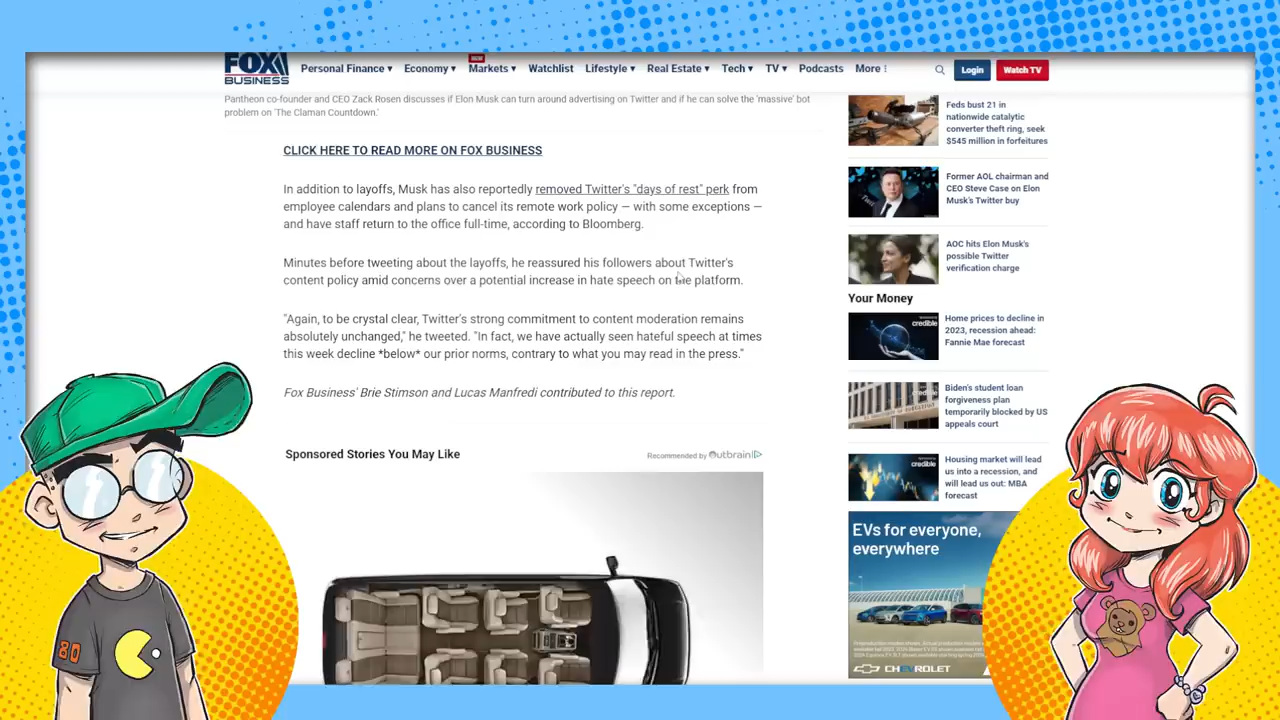 FOX
BUSINESS
Personal Finance
Economy
Markets
Watchlist
Lifestyle
Real Estate
Tech
TV
Podcasts
More
Login
Watch TV
Pantheon co-founder and CEO Zack Rosen discusses if Elon Musk can turn around advertising on Twitter and if he can solve the 'massive' bot
problem on 'The Claman Countdown.'
CLICK HERE TO READ MORE ON FOX BUSINESS
In addition to layoffs, Musk has also reportedly removed Twitter's "days of rest" perk from
employee calendars and plans to cancel its remote work policy — with some exceptions —
and have staff return to the office full-time, according to Bloomberg.
Minutes before tweeting about the layoffs, he reassured his followers about Twitter's
content policy amid concerns over a potential increase in hate speech on the platform.
"Again, to be crystal clear, Twitter's strong commitment to content moderation remains
absolutely unchanged," he tweeted. "In fact, we have actually seen hateful speech at times
this week decline *below* our prior norms, contrary to what you may read in the press."
Fox Business' Brie Stimson and Lucas Manfredi contributed to this report.
Sponsored Stories You May Like
Recommended by Outbrain
Feds bust 21 in
nationwide catalytic
converter theft ring, seek
$545 million in forfeitures
Former AOL chairman and
CEO Steve Case on Elon
Musk's Twitter buy
AOC hits Elon Musk's
possible Twitter
verification charge
Your Money
credible
Home prices to decline in
2023, recession ahead:
Fannie Mae forecast
credible
Biden's student loan
forgiveness plan
temporarily blocked by US
appeals court
credible
Housing market will lead
us into a recession, and
will lead us out: MBA
forecast
EVs for everyone,
everywhere
CHEVROLET
80